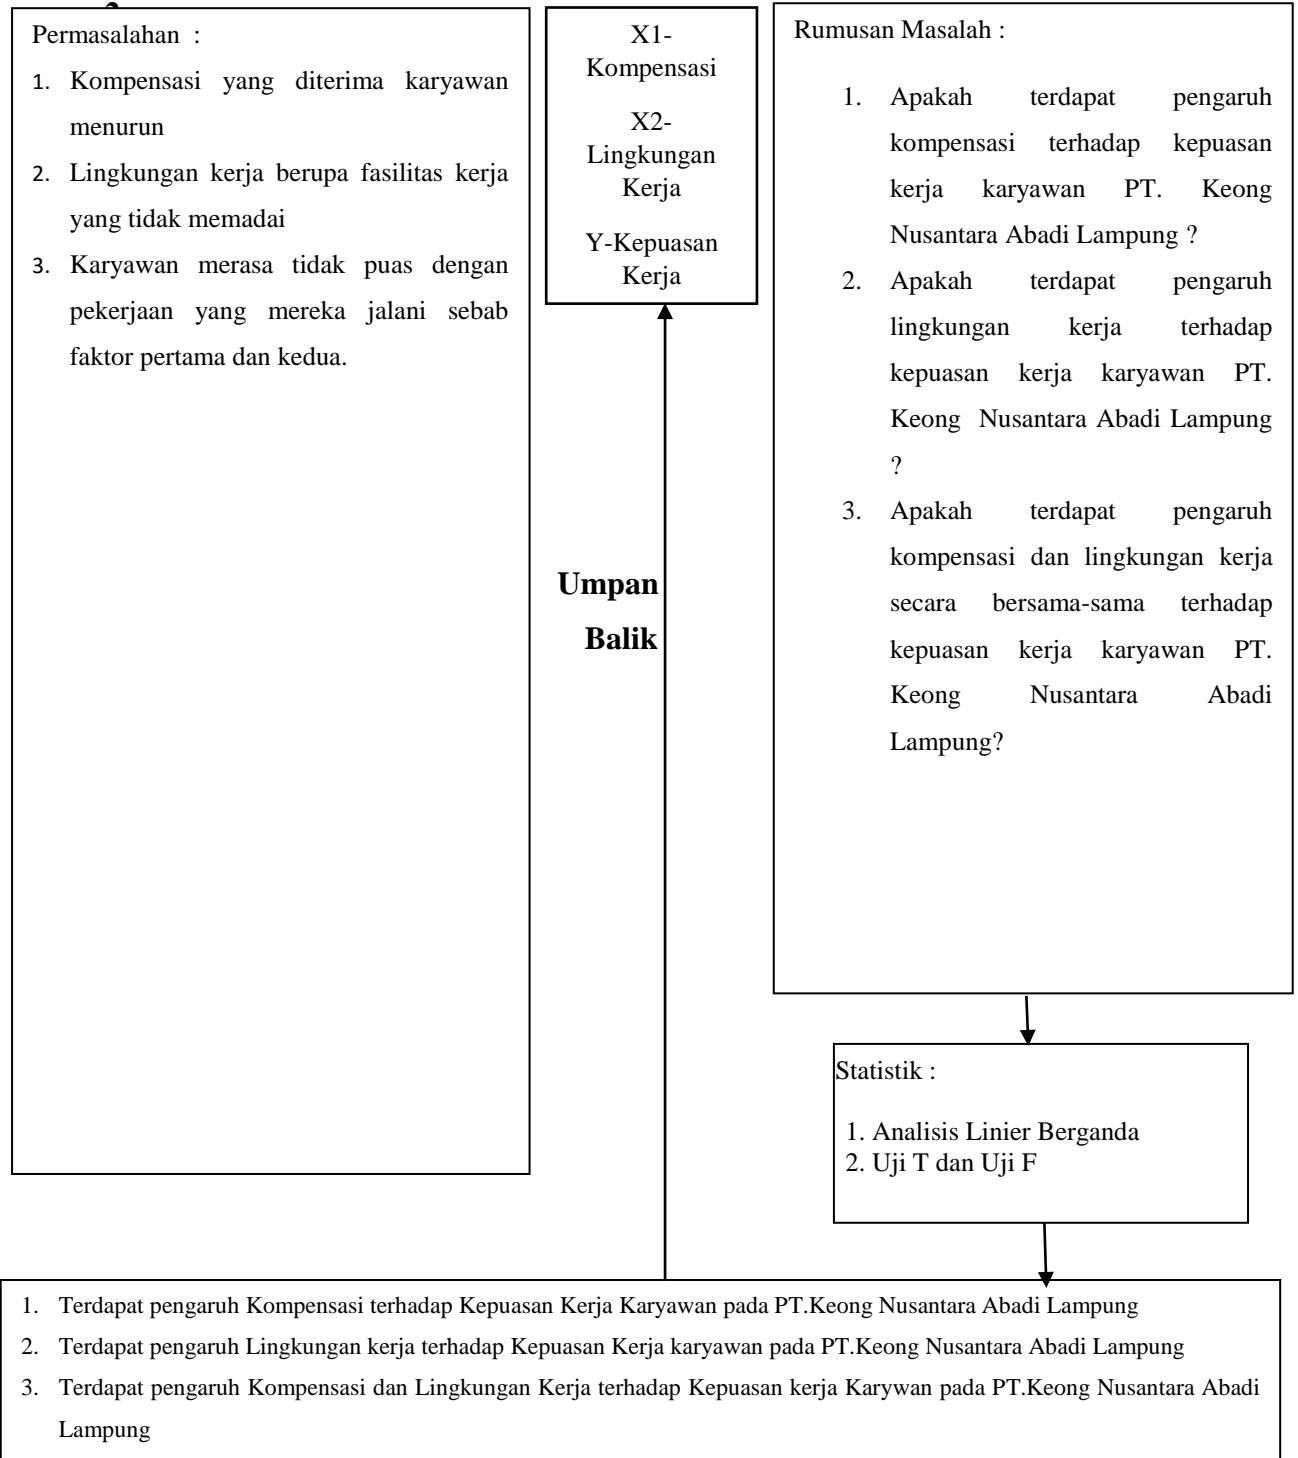 Permasalahan :
1. Kompensasi yang diterima karyawan
menurun
2. Lingkungan kerja berupa fasilitas kerja
yang tidak memadai
3. Karyawan merasa tidak puas dengan
pekerjaan yang mereka jalani sebab
faktor pertama dan kedua.
X1-
Kompensasi
X2-
Lingkungan
Kerja
Y-Kepuasan
Kerja
Umpan
Balik
Rumusan Masalah :
1. Apakah terdapat pengaruh
kompensasi terhadap kepuasan
kerja karyawan PT. Keong
Nusantara Abadi Lampung ?
2. Apakah terdapat pengaruh
lingkungan kerja terhadap
kepuasan kerja karyawan PT.
Keong Nusantara Abadi Lampung
?
3. Apakah terdapat pengaruh
kompensasi dan lingkungan kerja
secara bersama-sama terhadap
kepuasan kerja karyawan PT.
Keong Nusantara Abadi
Lampung?
Statistik :
1. Analisis Linier Berganda
2. Uji T dan Uji F
1. Terdapat pengaruh Kompensasi terhadap Kepuasan Kerja Karyawan pada PT.Keong Nusantara Abadi Lampung
2. Terdapat pengaruh Lingkungan kerja terhadap Kepuasan Kerja karyawan pada PT.Keong Nusantara Abadi Lampung
3. Terdapat pengaruh Kompensasi dan Lingkungan Kerja terhadap Kepuasan kerja Karywan pada PT.Keong Nusantara Abadi
Lampung